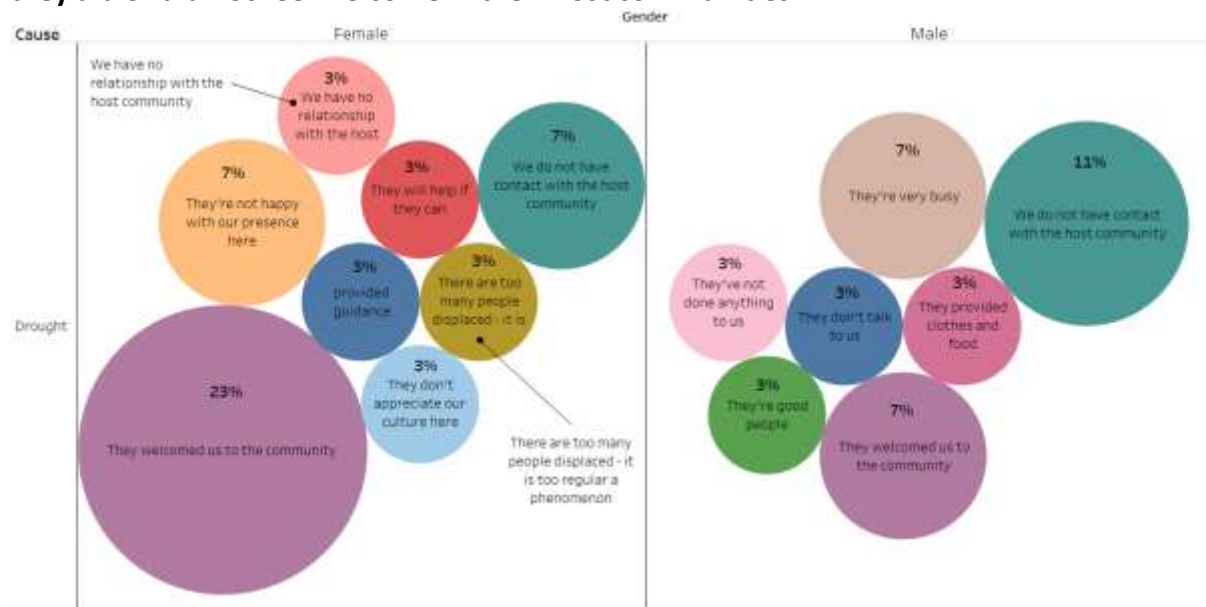 Gender
Cause
Female
Male
Drought
We have no
relationship with the
host community
3%
We have no
relationship
with the host
7%
We do not have
contact with the host
community
3%
They will help if
they can
7%
They're not happy
with our presence
here
3%
provided
guidance
3%
There are too
many people
displaced - it is
3%
They don't
appreciate our
culture here
23%
They welcomed us to the community
There are too many
people displaced - it
is too regular a
phenomenon
7%
They're very busy
11%
We do not have contact
with the host community
3%
They've not
done anything
to us
3%
They don't talk
to us
3%
They provided
clothes and
food
3%
They're good
people
7%
They welcomed us to
the community